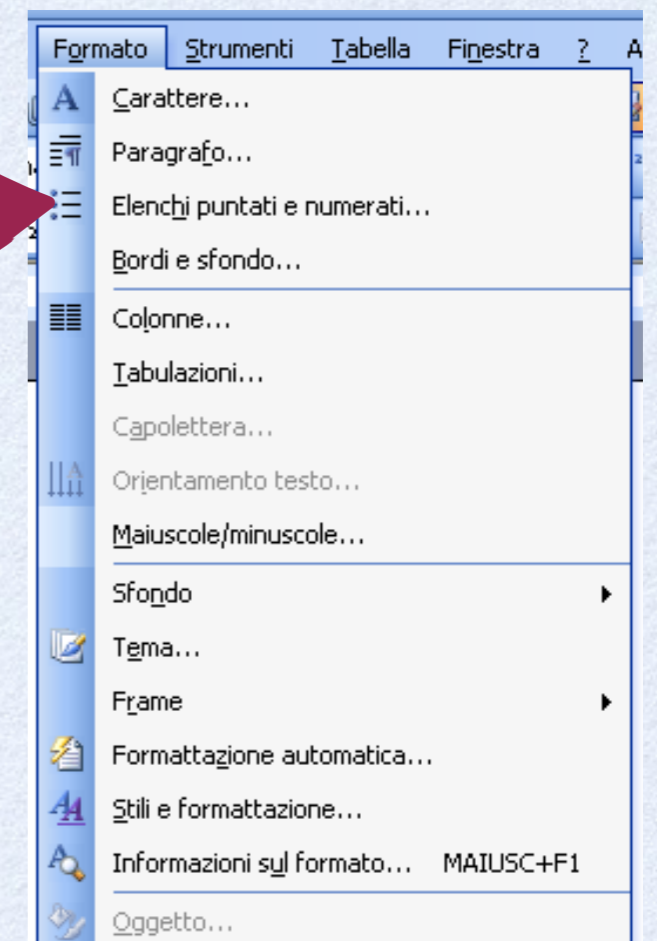 Formato Strumenti Tabella Finestra ? A
Carattere...
Paragrafo...
Elenchi puntati e numerati...
Bordi e sfondo...
Colonne...
Tabulazioni...
Capolettera...
Orientamento testo...
Maiuscole/minuscole...
Sfondo
Tema...
Frame
Formattazione automatica...
Stili e formattazione...
Informazioni sul formato... MAIUSC+F1
Oggetto...